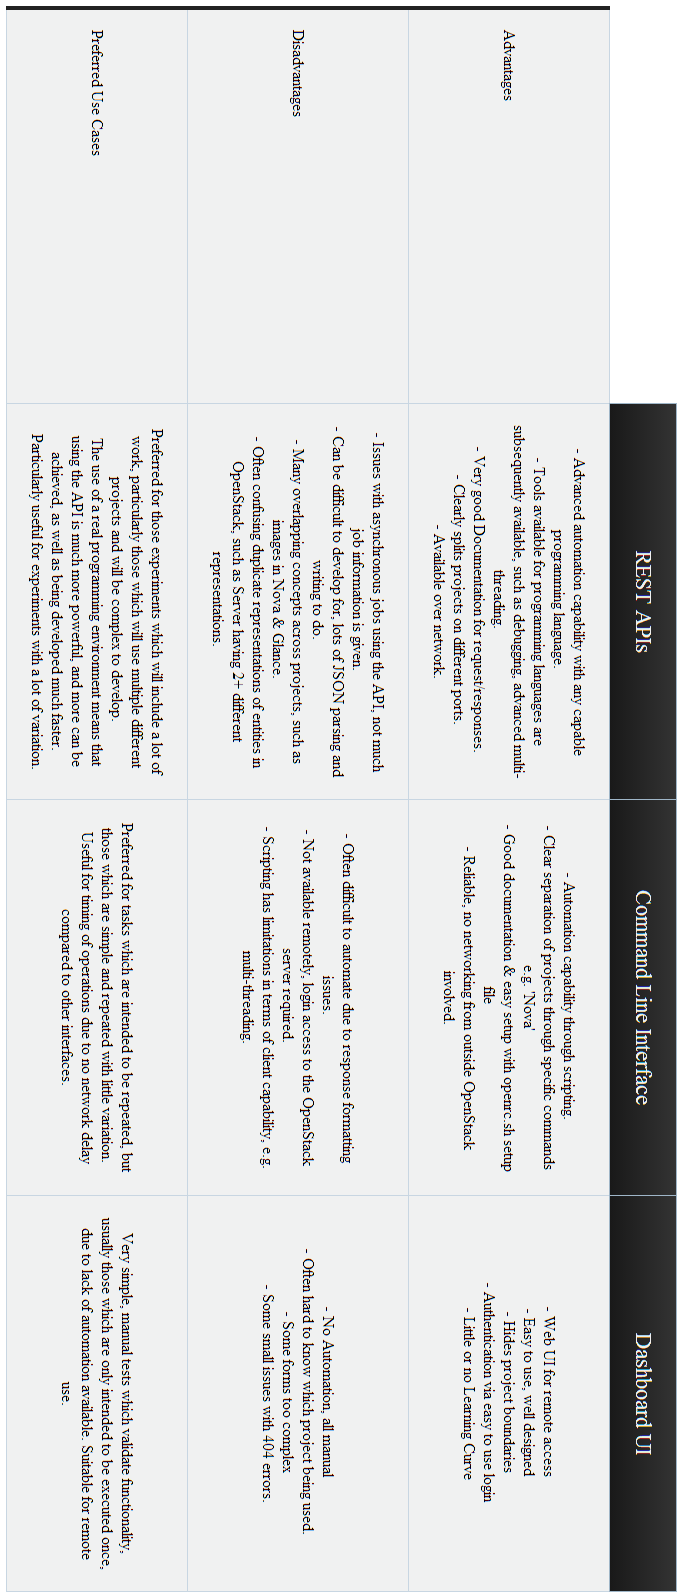 REST APIs
Command Line Interface
Dashboard UI
Advantages
- Advanced automation capability with any capable
programming language.
- Tools available for programming languages are
subsequently available, such as debugging, advanced multi-
threading.
- Very good Documentation for request/responses.
- Clearly splits projects on different ports.
- Available over network.
- Automation capability through scripting.
- Clear separation of projects through specific commands
e.g. 'Nova'
- Good documentation & easy setup with openrc.sh setup
file
- Reliable, no networking from outside OpenStack
involved.
- Web UI for remote access
- Easy to use, well designed
- Hides project boundaries
- Authentication via easy to use login
- Little or no Learning Curve
Disadvantages
- Issues with asynchronous jobs using the API, not much
job information is given.
- Can be difficult to develop for, lots of JSON parsing and
writing to do.
- Many overlapping concepts across projects, such as
images in Nova & Glance.
- Often confusing duplicate representations of entities in
OpenStack, such as Server having 2+ different
representations.
- Often difficult to automate due to response formatting
issues.
- Not available remotely, login access to the OpenStack
server required.
- Scripting has limitations in terms of client capability, e.g.
multi-threading.
- No Automation, all manual
- Often hard to know which project being used.
- Some forms too complex
- Some small issues with 404 errors.
Preferred Use Cases
Preferred for those experiments which will include a lot of
work, particularly those which will use multiple different
projects and will be complex to develop.
The use of a real programming environment means that
using the API is much more powerful, and more can be
achieved, as well as being developed much faster.
Particularly useful for experiments with a lot of variation.
Preferred for tasks which are intended to be repeated, but
those which are simple and repeated with little variation.
Useful for timing of operations due to no network delay
compared to other interfaces.
Very simple, manual tests which validate functionality,
usually those which are only intended to be executed once,
due to lack of automation available. Suitable for remote
use.